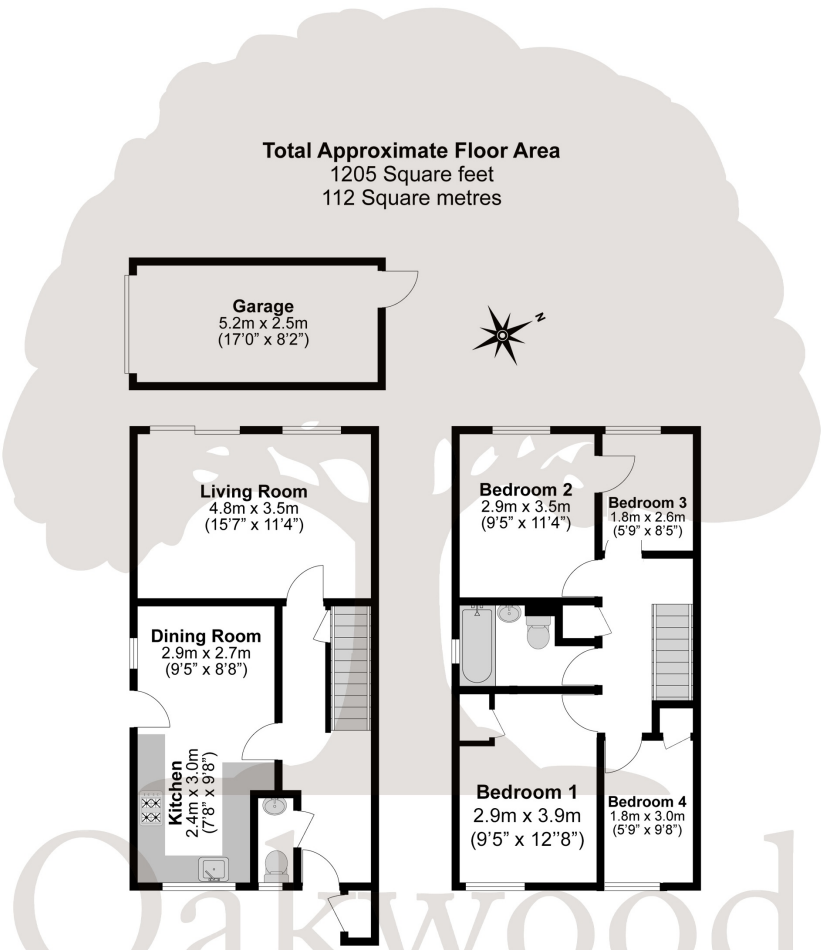 Total Approximate Floor Area
1205 Square feet
112 Square metres
Garage
5.2m x 2.5m
(17'0" x 8'2")
N
Living Room
4.8m x 3.5m
(15'7" x 11'4")
Bedroom 2
2.9m x 3.5m
(9'5" x 11'4")
Bedroom 3
1.8m x 2.6m
(5'9" x 8'5")
Dining Room
2.9m x 2.7m
(9'5" x 8'8")
Kitchen
2.4m x 3.0m
(7'8" x 9'8")
Bedroom 1
2.9m x 3.9m
(9'5" x 12''8")
Bedroom 4
1.8m x 3.0m
(5'9" x 9'8")
Oakwood